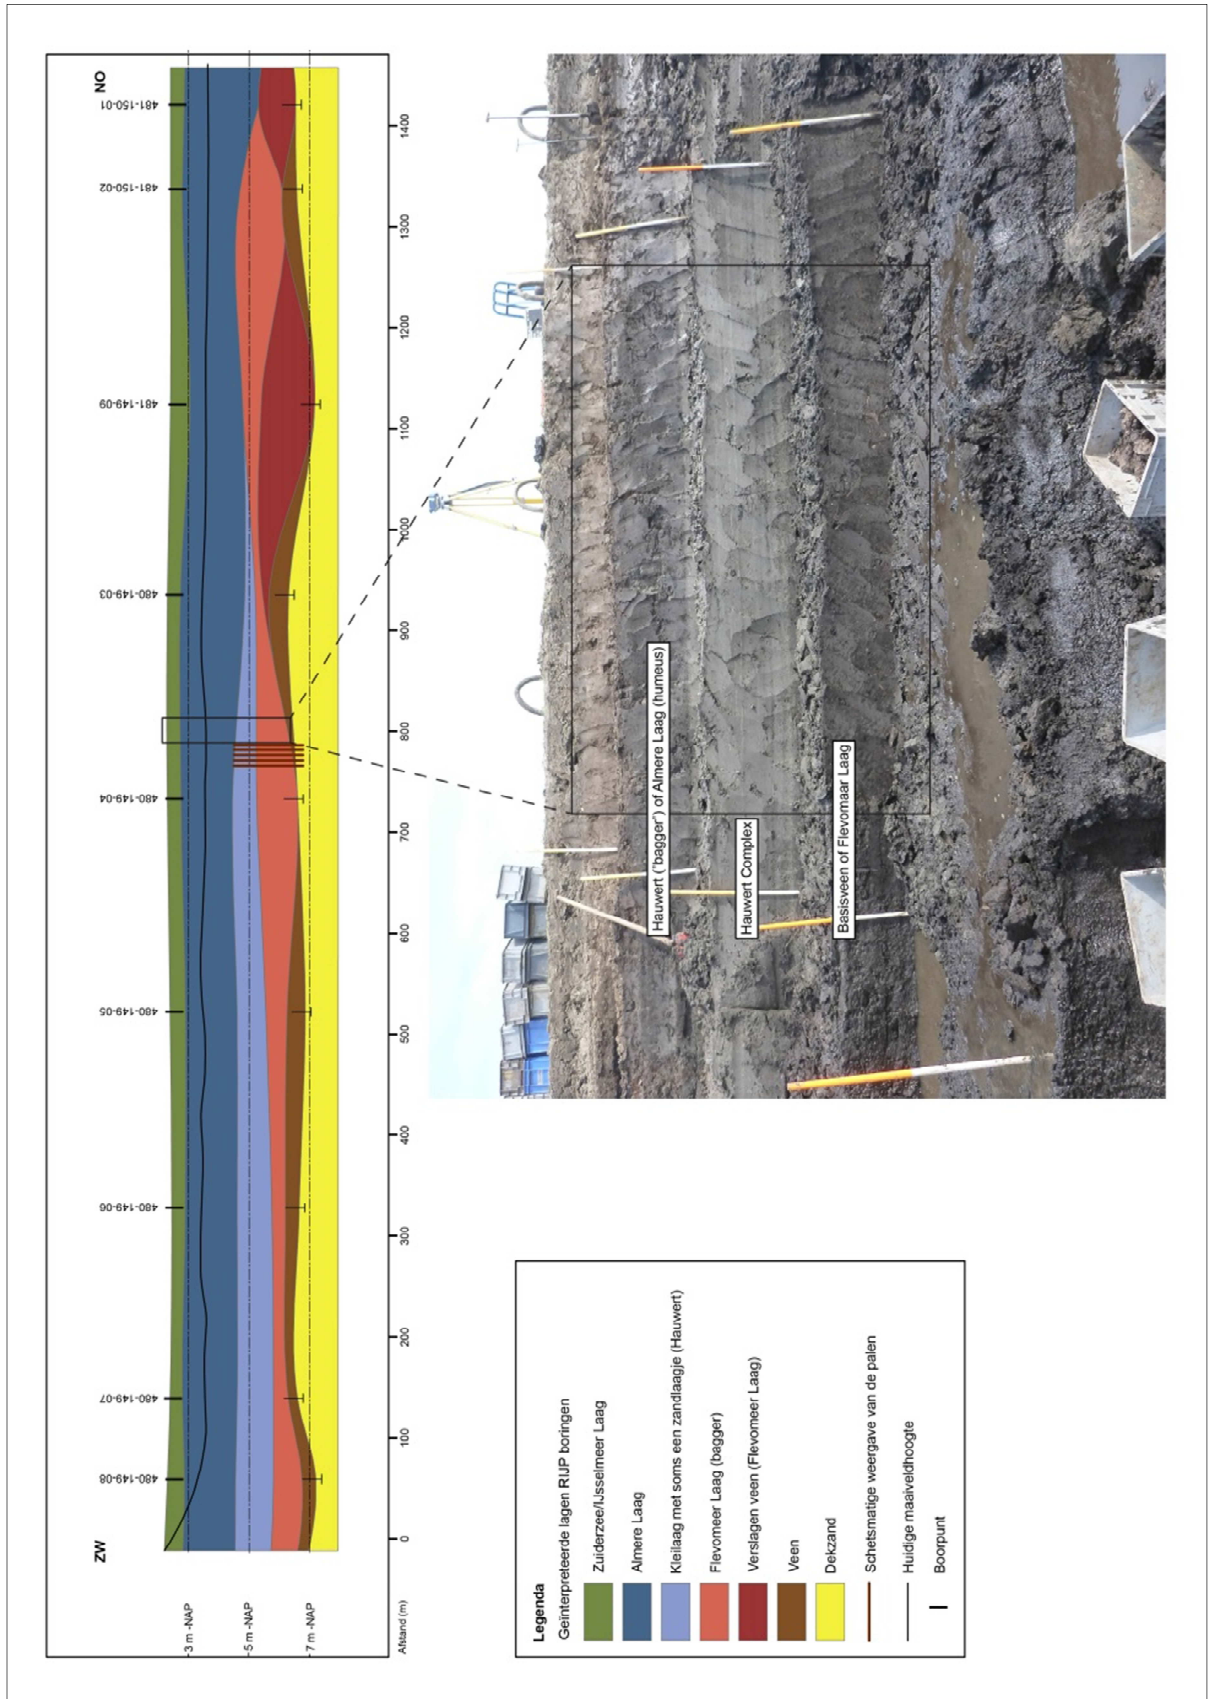 ZW
NO
480-149-08
480-149-07
480-149-06
480-149-05
480-149-04
480-149-03
481-149-09
481-150-02
481-150-01
3 m -NAP
5 m -NAP
7 m -NAP
Afstand (m)
0
100
200
300
400
500
600
700
800
900
1000
1100
1200
1300
1400
Hauwert ("bagger") of Almere Laag (humeus)
Hauwert Complex
Basisveen of Flevomaar Laag
Legenda
Geïnterpreteerde lagen RIJP boringen
Zuiderzee/IJsselmeer Laag
Almere Laag
Kleilaag met soms een zandlaagje (Hauwert)
Flevomeer Laag (bagger)
Verslagen veen (Flevomeer Laag)
Veen
Dekzand
Schetsmatige weergave van de palen
Huidige maaiveldhoogte
Boorpunt